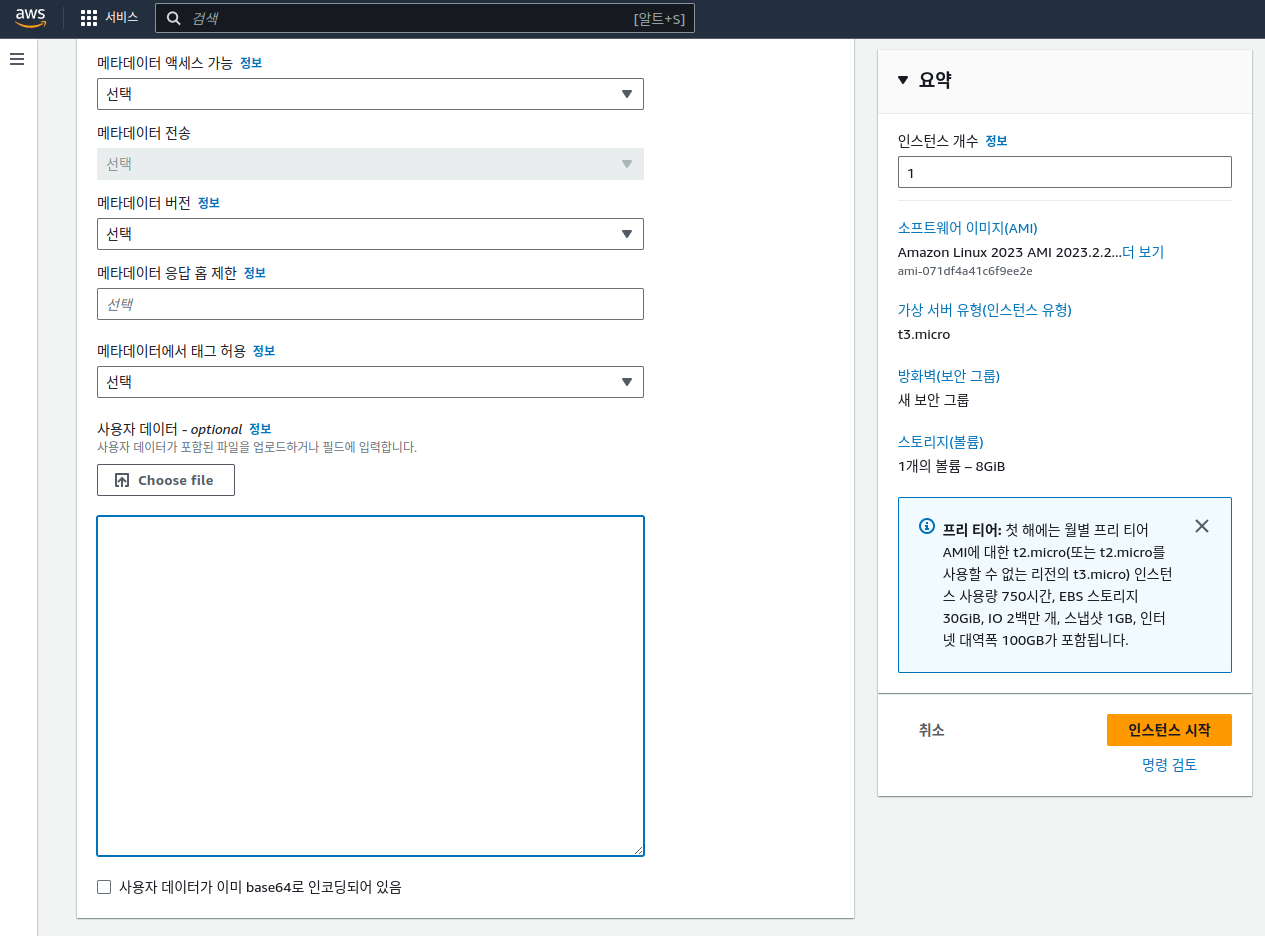 aws
서비스
검색
[알트+S]
메타데이터 액세스 가능 정보
선택
메타데이터 전송
선택
메타데이터 버전 정보
선택
메타데이터 응답 홉 제한 정보
선택
메타데이터에서 태그 허용 정보
선택
사용자 데이터 - optional 정보
사용자 데이터가 포함된 파일을 업로드하거나 필드에 입력합니다.
Choose file
사용자 데이터가 이미 base64로 인코딩되어 있음
요약
인스턴스 개수 정보
1
소프트웨어 이미지(AMI)
Amazon Linux 2023 AMI 2023.2.2...더 보기
ami-071df4a41c6f9ee2e
가상 서버 유형(인스턴스 유형)
t3.micro
방화벽(보안 그룹)
새 보안 그룹
스토리지(볼륨)
1개의 볼륨 – 8GiB
프리 티어: 첫 해에는 월별 프리 티어
AMI에 대한 t2.micro(또는 t2.micro를
사용할 수 없는 리전의 t3.micro) 인스턴
스 사용량 750시간, EBS 스토리지
30GiB, IO 2백만 개, 스냅샷 1GB, 인터
넷 대역폭 100GB가 포함됩니다.
취소
인스턴스 시작
명령 검토